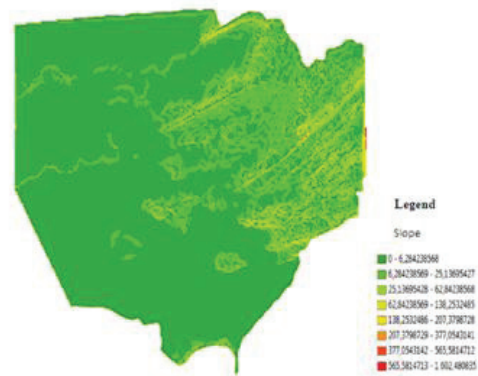 Legend
Slope
0 - 6,284238568
6,284238569 - 25,13695427
25,13695428 - 62,84238568
62,84238569 - 138,2532485
138,2532486 - 207,3798728
207,3798729 - 377,0543141
377,0543142 - 565,5814712
565,5814713 - 1 602,480835